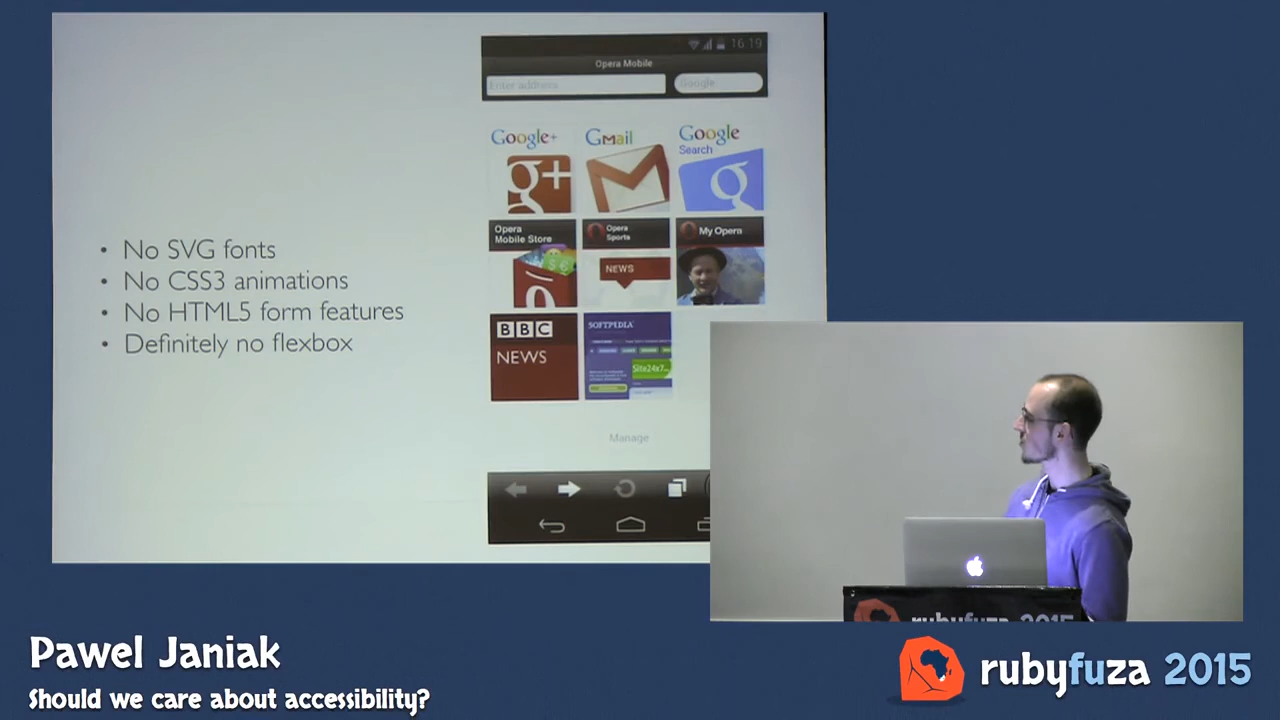 16:19
Opera Mobile
Enter address
Google
Google+
Gmail
Google
Search
g+
g
Opera
Mobile Store
Opera
Sports
My Opera
NEWS
• No SVG fonts
• No CSS3 animations
• No HTML5 form features
• Definitely no flexbox
BBC
NEWS
SOFTPEDIA
Site24x7..
Manage
rubyfuza 2015
Pawel Janiak
Should we care about accessibility?
rubyfuza 2015